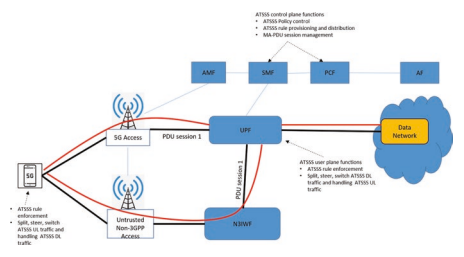 ATSSS control plane functions
• ATSSS Policy control
• ATSSS rule provisioning and distribution
• MA-PDU session management
AMF
SMF
PCF
AF
5G Access
PDU session 1
UPF
Data
Network
5G
PDU session 1
ATSSS user plane functions
• ATSSS rule enforcement
• Split, steer, switch ATSSS DL
traffic and handling ATSSS UL
traffic
• ATSSS rule
enforcement
• Split, steer, switch
ATSSS UL traffic and
handling ATSSS DL
traffic
Untrusted
Non-3GPP
Access
N3IWF